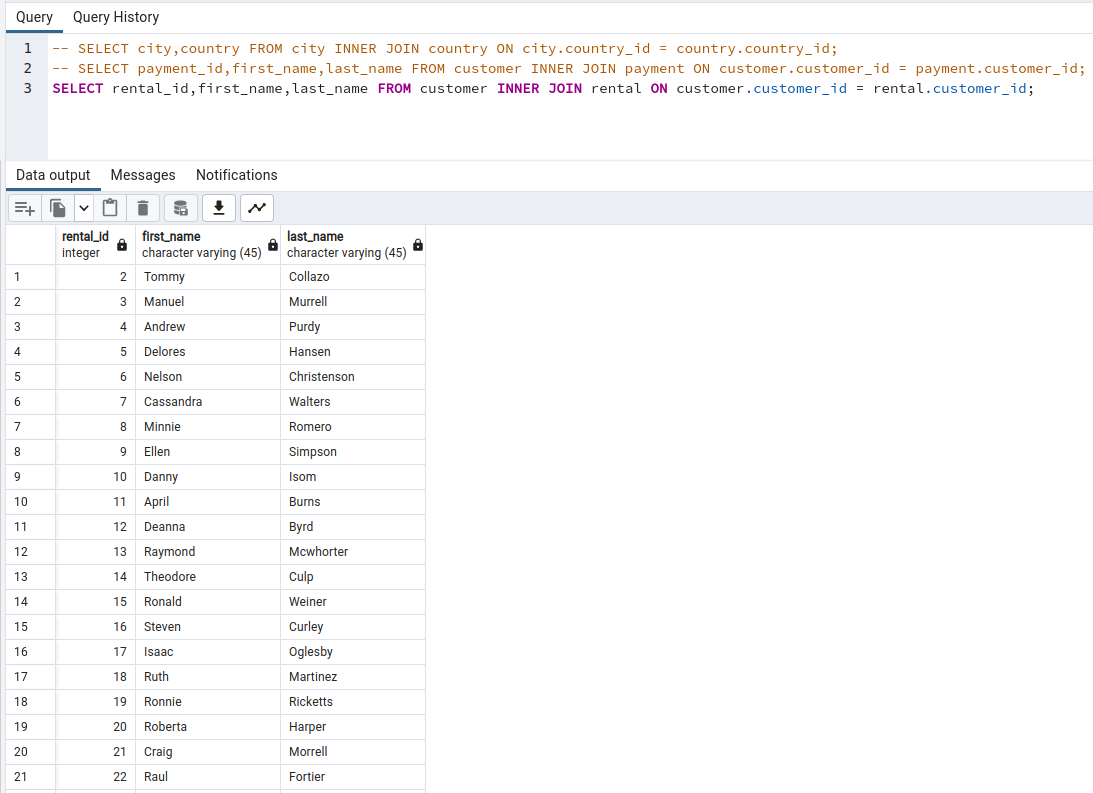 Query Query History
1 -- SELECT city,country FROM city INNER JOIN country ON city.country_id = country.country_id;
2 -- SELECT payment_id,first_name,last_name FROM customer INNER JOIN payment ON customer.customer_id = payment.customer_id;
3 SELECT rental_id,first_name,last_name FROM customer INNER JOIN rental ON customer.customer_id = rental.customer_id;
Data output Messages Notifications
rental_id first_name last_name
integer character varying (45) character varying (45)
1 2 Tommy Collazo
2 3 Manuel Murrell
3 4 Andrew Purdy
4 5 Delores Hansen
5 6 Nelson Christenson
6 7 Cassandra Walters
7 8 Minnie Romero
8 9 Ellen Simpson
9 10 Danny Isom
10 11 April Burns
11 12 Deanna Byrd
12 13 Raymond Mcwhorter
13 14 Theodore Culp
14 15 Ronald Weiner
15 16 Steven Curley
16 17 Isaac Oglesby
17 18 Ruth Martinez
18 19 Ronnie Ricketts
19 20 Roberta Harper
20 21 Craig Morrell
21 22 Raul Fortier